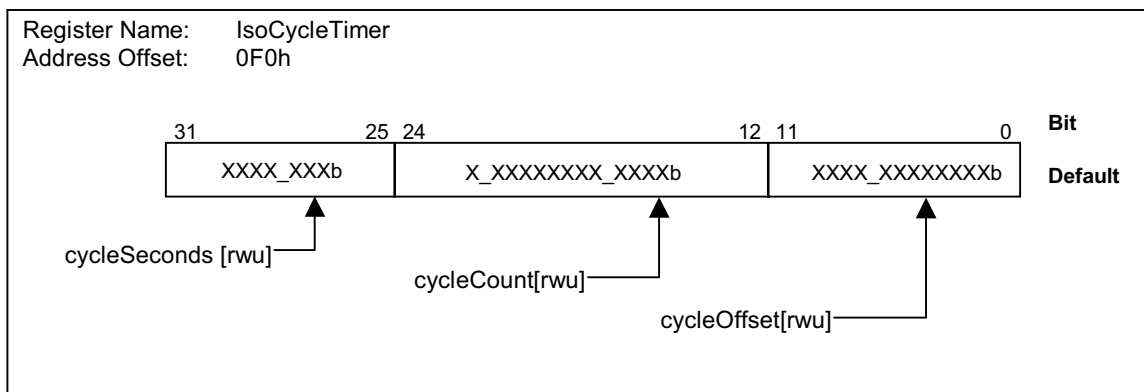 Register Name: IsoCycleTimer
Address Offset: 0F0h
31 25 24 12 11 0 Bit
XXXX_XXXb X_XXXXXXXX_XXXXb XXXX_XXXXXXXXb Default
cycleSeconds [rwu]
cycleCount[rwu]
cycleOffset[rwu]